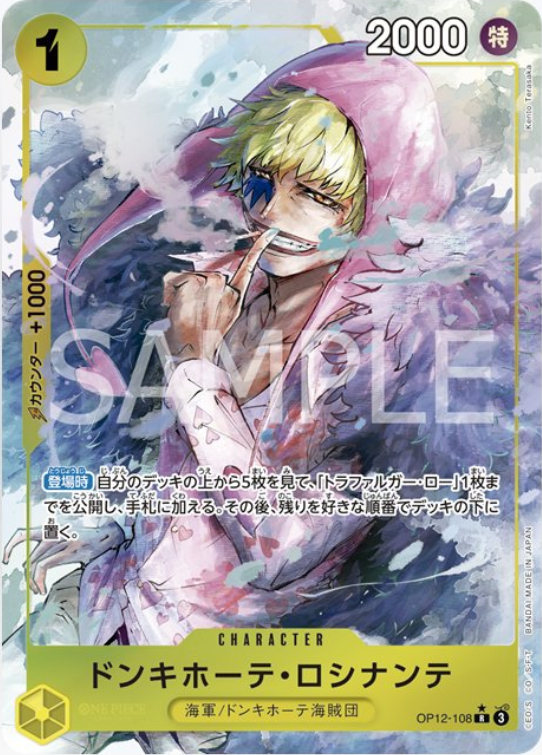 1
2000 特
Kento Terasaka
カウンター +1000
SAMPLE
登場時 自分のデッキの上から5枚を見て、「トラファルガー・ロー」1枚ま
でを公開し、手札に加える。その後、残りを好きな順番でデッキの下に
置く。
CHARACTER
ドンキホーテ・ロシナンテ
©ONE PIECE
海軍/ドンキホーテ海賊団
OP12-108 R 3
BANDAI MADE IN JAPAN